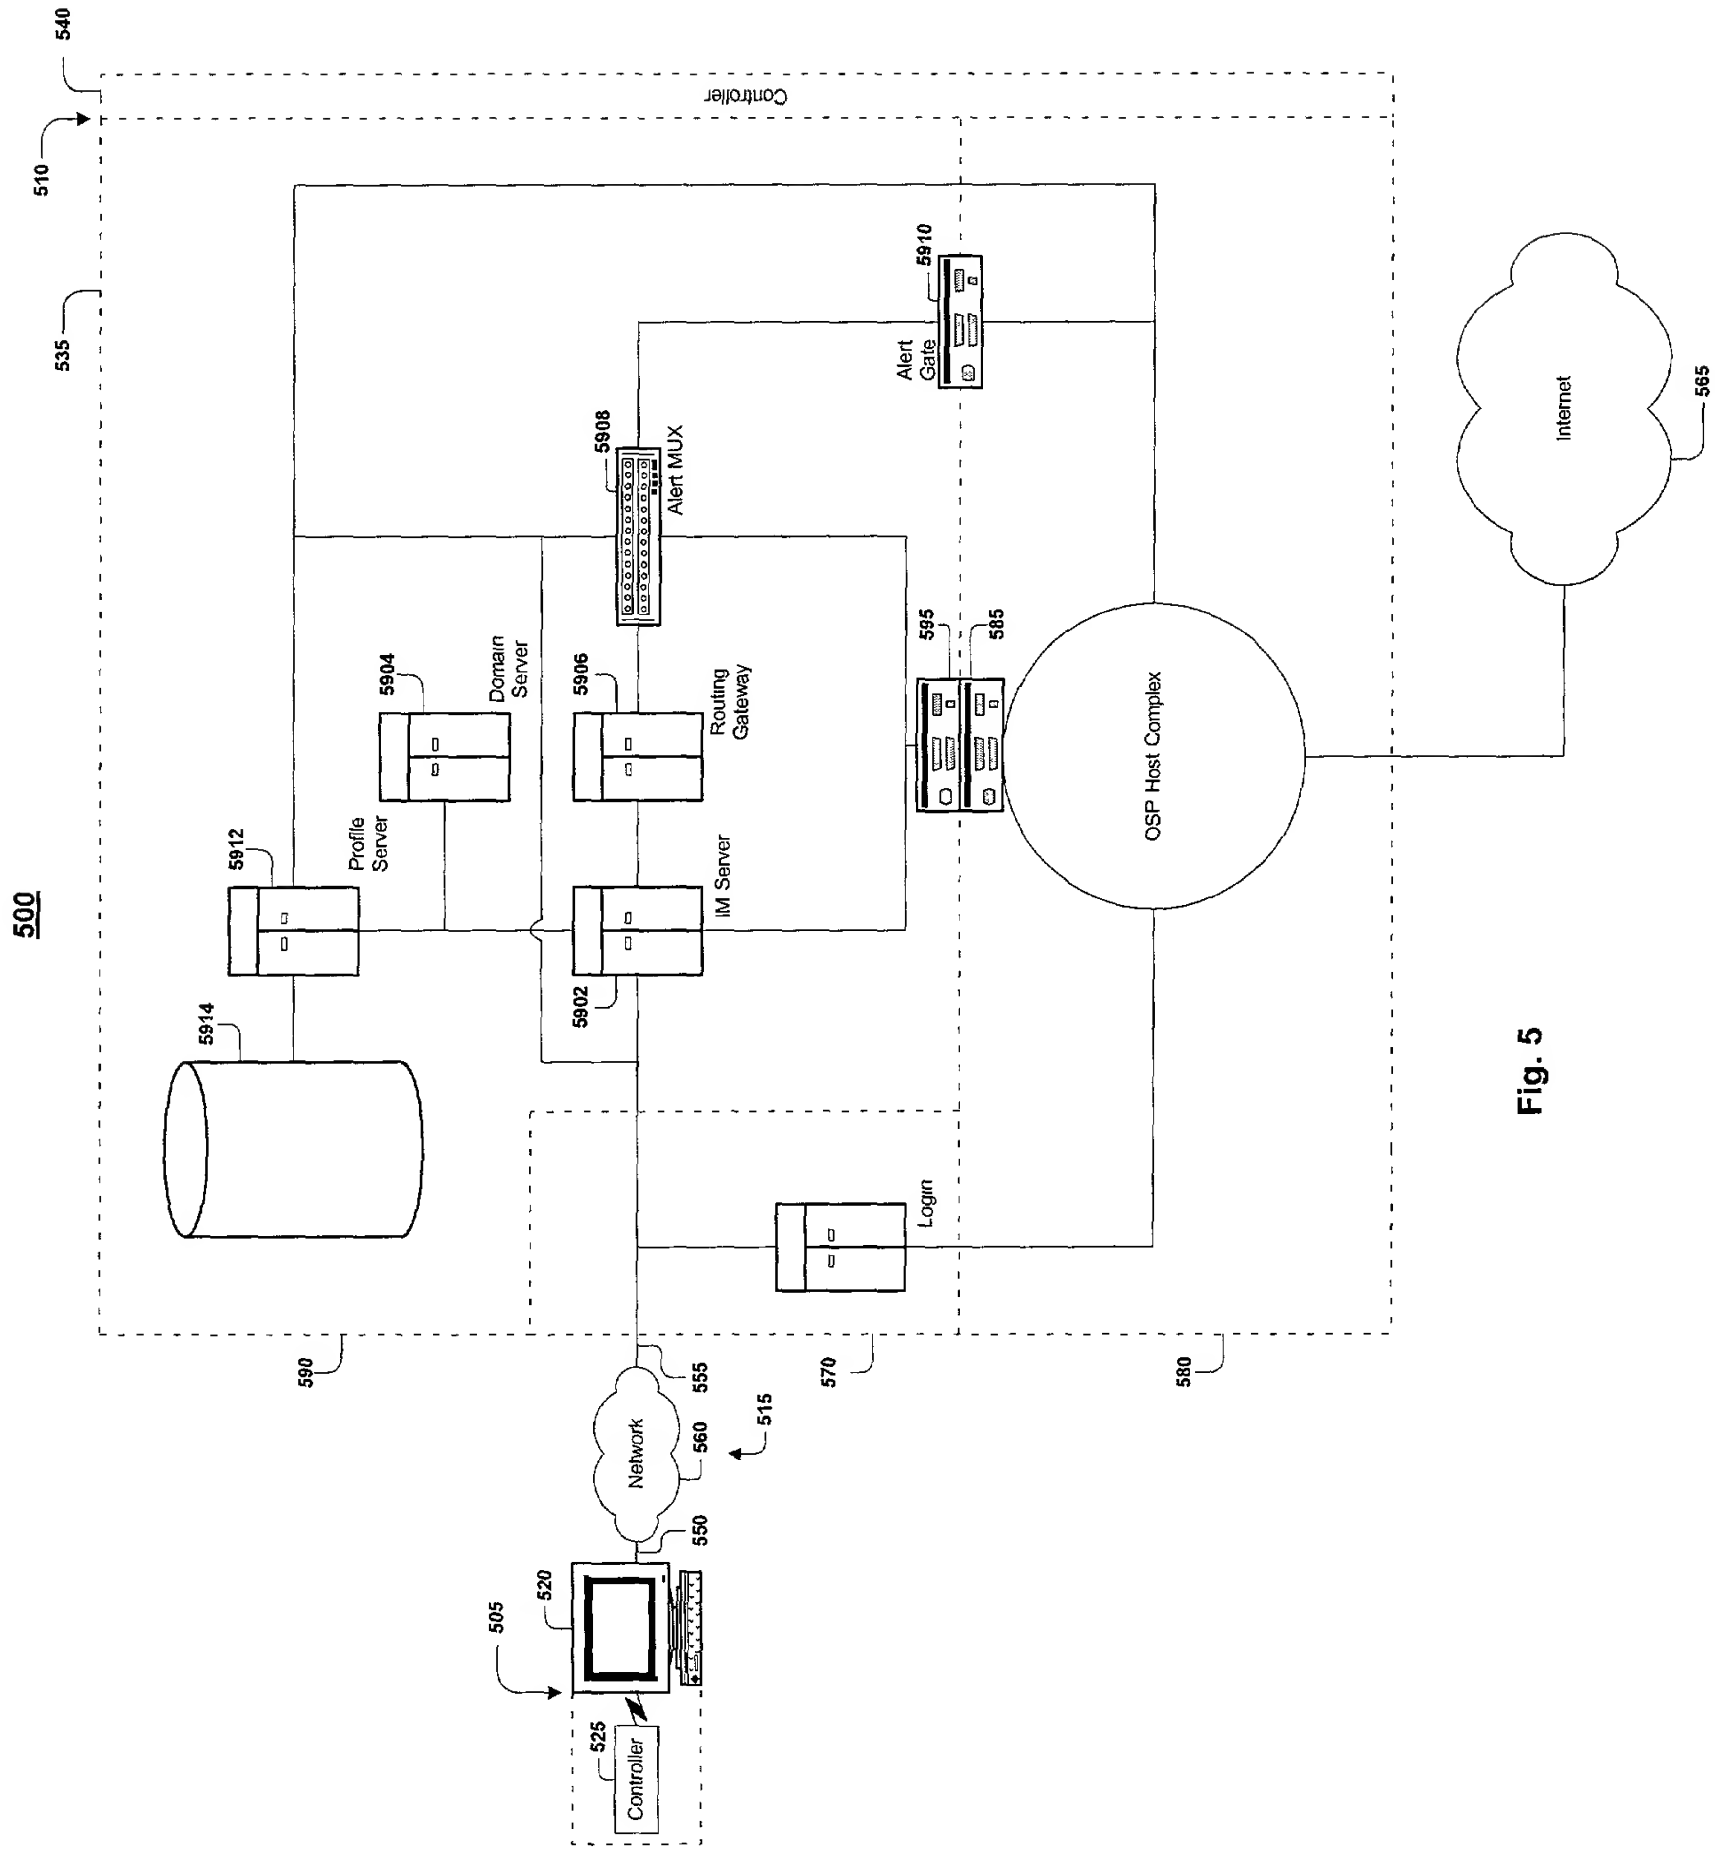 500
535
540
510
5914
5912
590
Profile
Server
5904
505
Domain
Server
520
5902
5906
525
5908
Controller
Network
Alert MUX
550
560
555
IM Server
Routing
Gateway
Controller
515
570
Alert
Gate
5910
Login
595
585
OSP Host Complex
580
Fig. 5
Internet
565